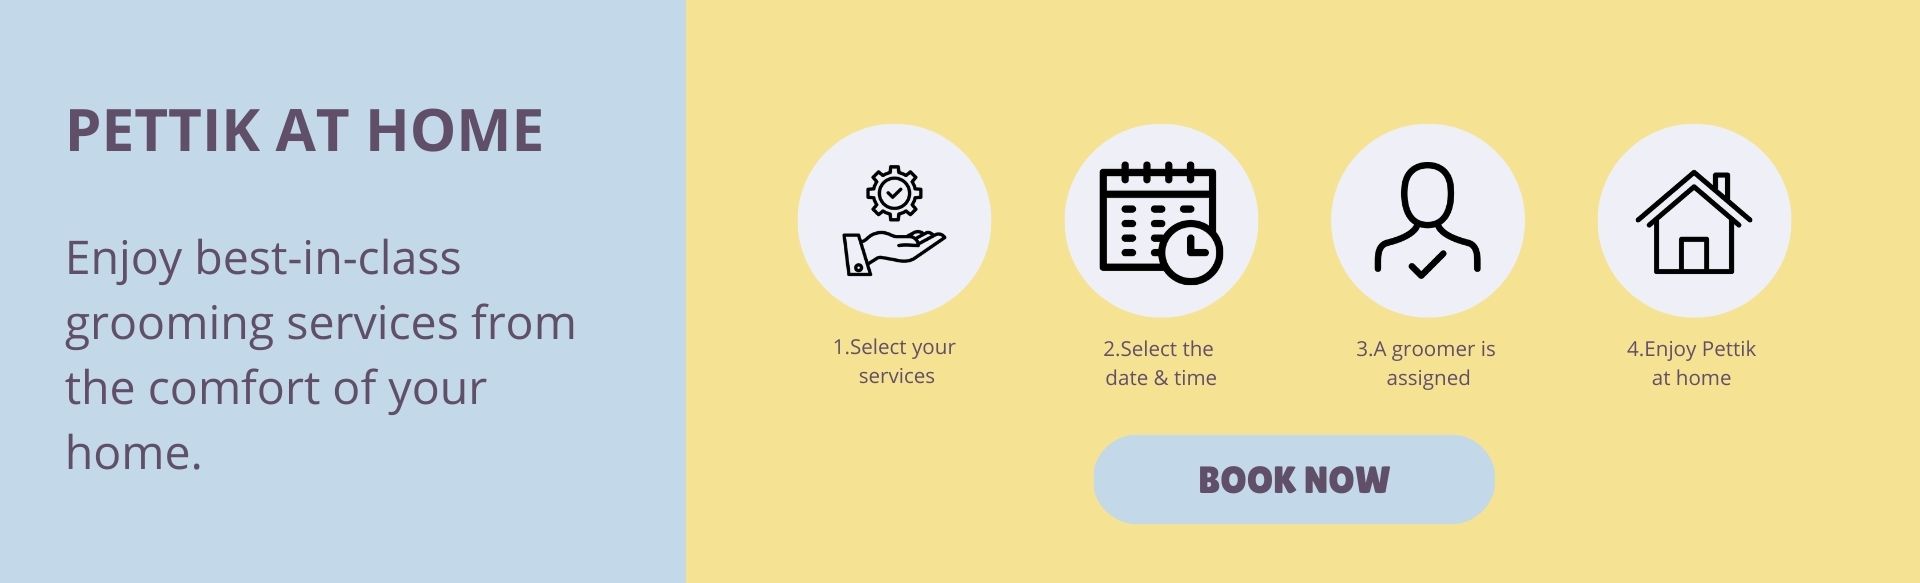 PETTIK AT HOME
Enjoy best-in-class
grooming services from
the comfort of your
home.
1.Select your
services
2.Select the
date & time
3.A groomer is
assigned
4.Enjoy Pettik
at home
BOOK NOW